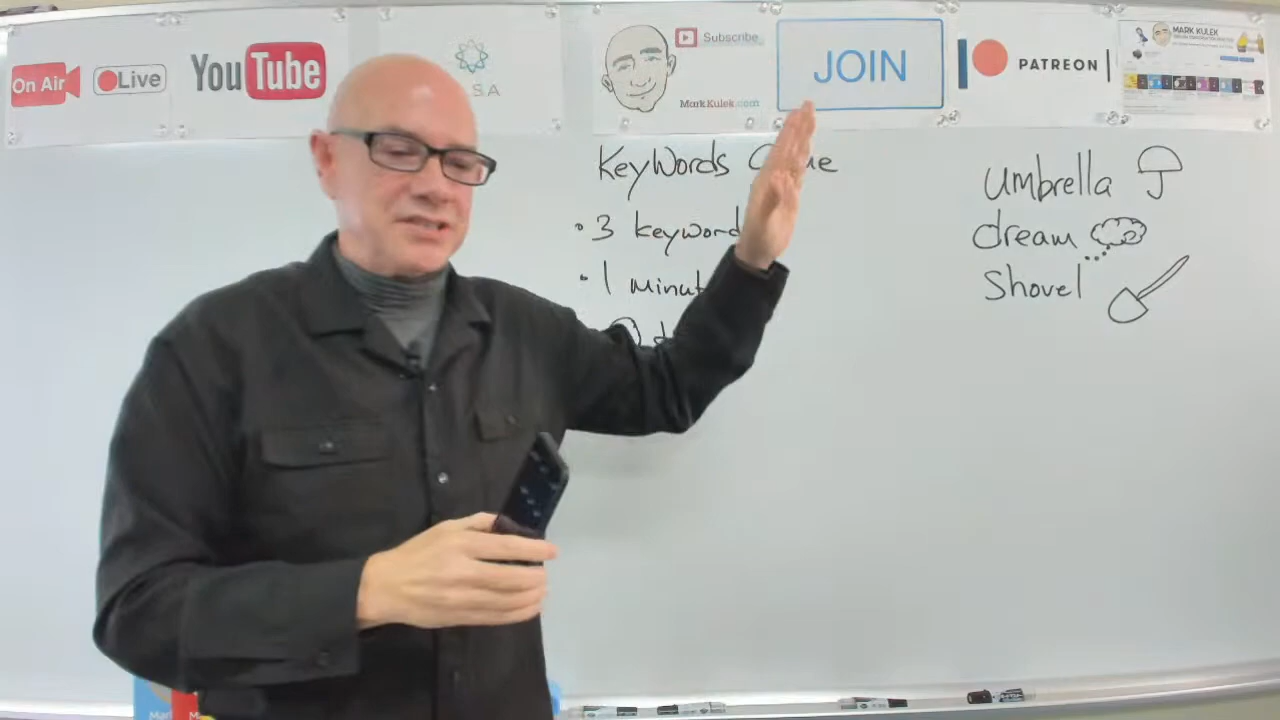 On Air
Live
YouTube
S A
Subscribe
MarkKulek.com
JOIN
PATREON
MARK KULEK
KeyWords
• 3 keyword
• 1 minut
Umbrella
dream
Shovel